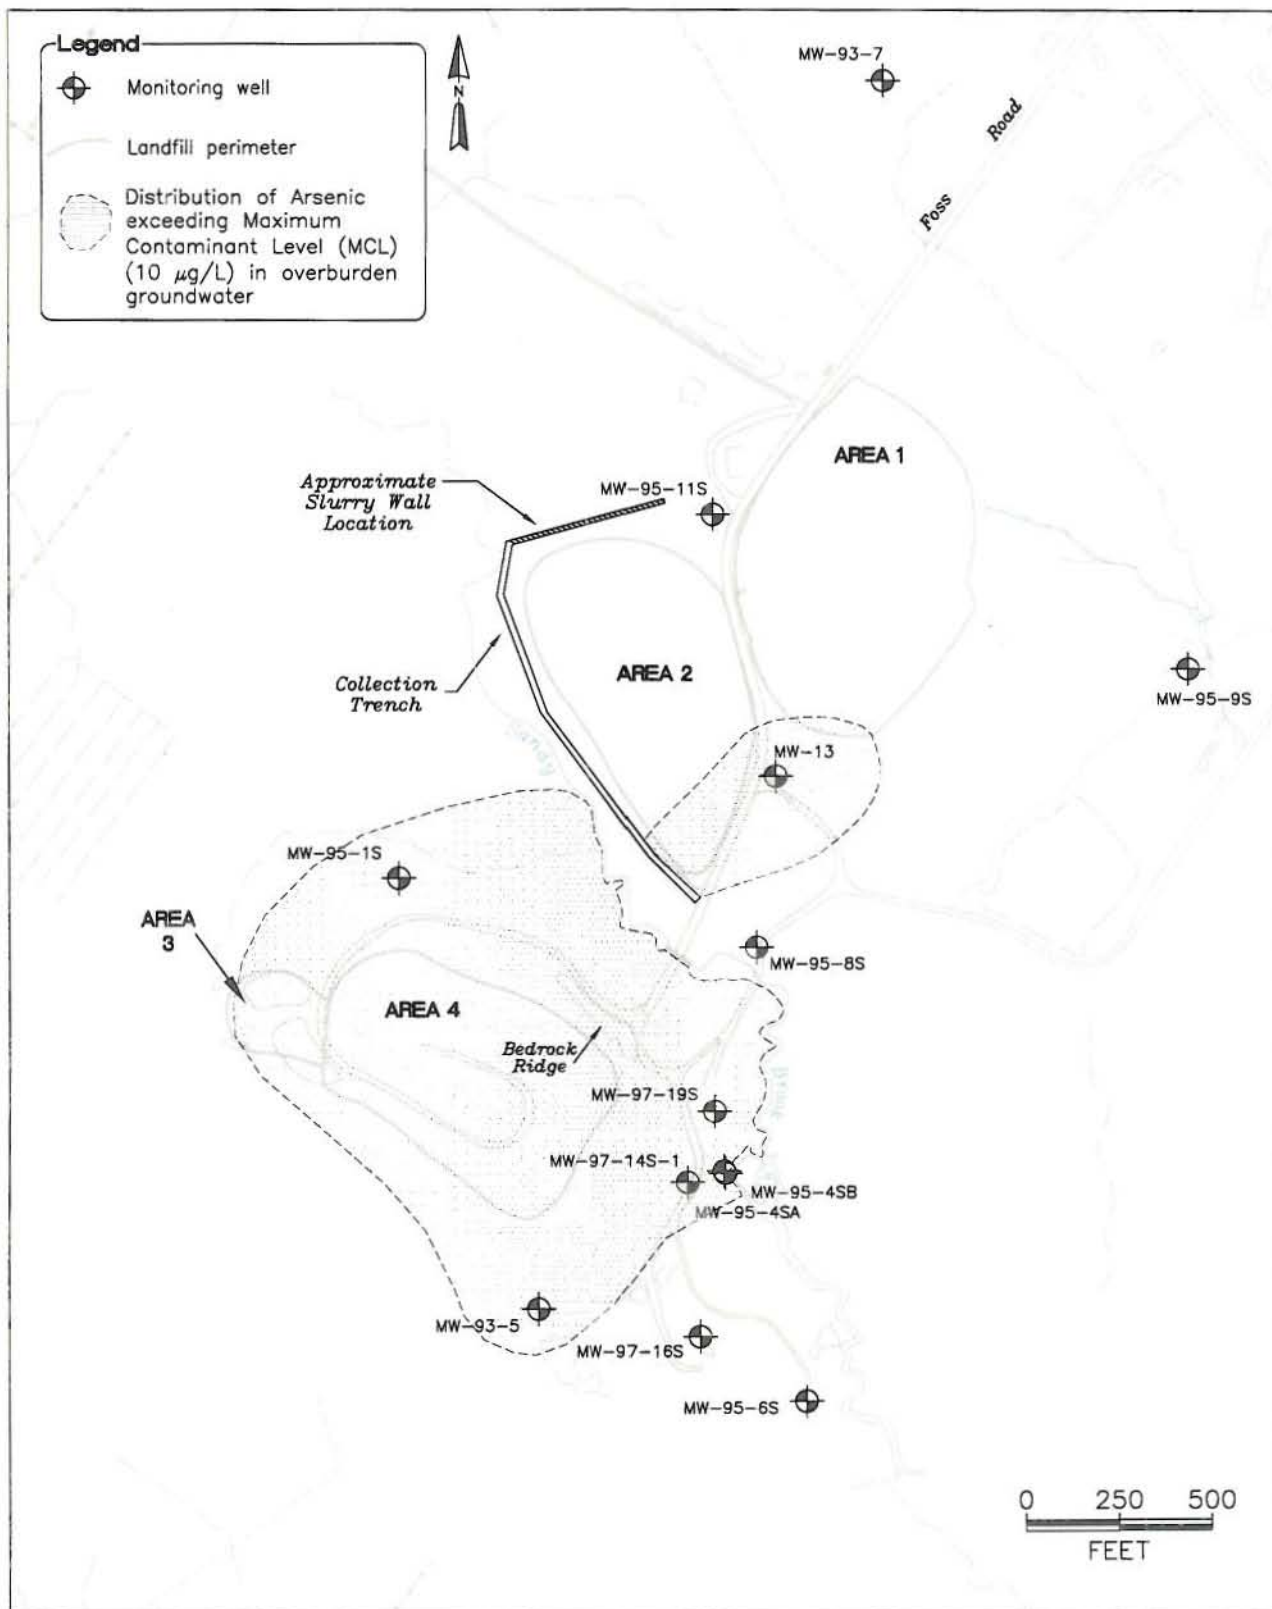 Legend
Monitoring well
Landfill perimeter
Distribution of Arsenic
exceeding Maximum
Contaminant Level (MCL)
(10 µg/L) in overburden
groundwater
N
MW-93-7
Foss Road
AREA 1
Approximate
Slurry Wall
Location
MW-95-11S
AREA 2
Collection
Trench
MW-95-9S
Sandy
MW-13
MW-95-1S
AREA
3
MW-95-8S
AREA 4
Bedrock
Ridge
MW-97-19S
MW-97-14S-1
MW-95-4SB
MW-95-4SA
MW-93-5
MW-97-16S
MW-95-6S
0 250 500
FEET